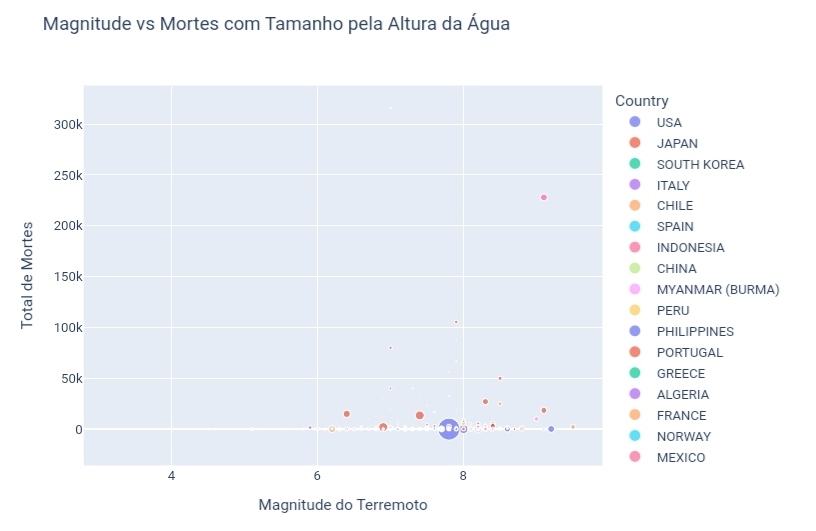 Magnitude vs Mortes com Tamanho pela Altura da Água
Country
USA
JAPAN
SOUTH KOREA
ITALY
CHILE
SPAIN
INDONESIA
CHINA
MYANMAR (BURMA)
PERU
PHILIPPINES
PORTUGAL
GREECE
ALGERIA
FRANCE
NORWAY
MEXICO
Total de Mortes
300k
250k
200k
150k
100k
50k
0
4 6 8
Magnitude do Terremoto